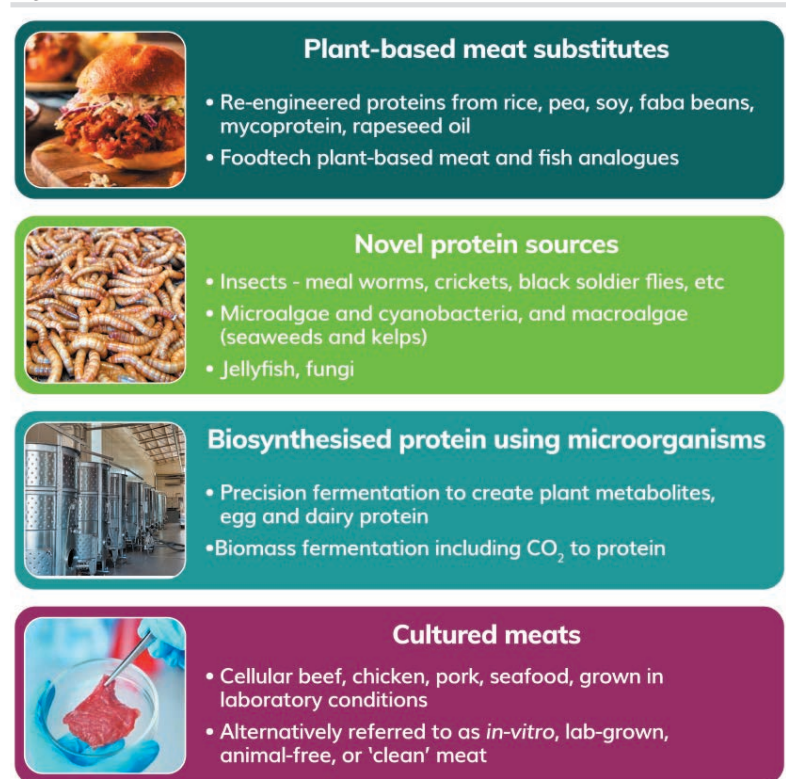 Plant-based meat substitutes
• Re-engineered proteins from rice, pea, soy, faba beans,
mycoprotein, rapeseed oil
• Foodtech plant-based meat and fish analogues
Novel protein sources
• Insects - meal worms, crickets, black soldier flies, etc
• Microalgae and cyanobacteria, and macroalgae
(seaweeds and kelps)
• Jellyfish, fungi
Biosynthesised protein using microorganisms
• Precision fermentation to create plant metabolites,
egg and dairy protein
•Biomass fermentation including CO₂ to protein
Cultured meats
• Cellular beef, chicken, pork, seafood, grown in
laboratory conditions
• Alternatively referred to as in-vitro, lab-grown,
animal-free, or ‘clean’ meat